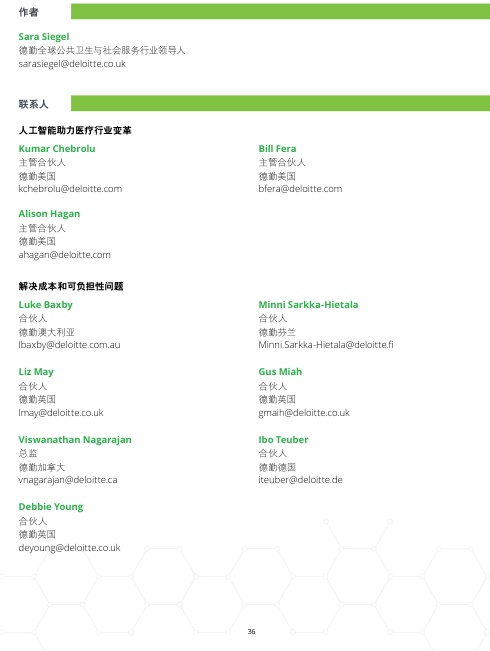 作者
Sara Siegel
德勤全球公共卫生与社会服务行业领导人
sarasiegel@deloitte.co.uk
联系人
人工智能助力医疗行业变革
Kumar Chebrolu
主管合伙人
德勤美国
kchebrolu@deloitte.com
Bill Fera
主管合伙人
德勤美国
bfera@deloitte.com
Alison Hagan
主管合伙人
德勤美国
ahagan@deloitte.com
解决成本和可负担性问题
Luke Baxby
合伙人
德勤澳大利亚
lbaxby@deloitte.com.au
Minni Sarkka-Hietala
合伙人
德勤芬兰
Minni.Sarkka-Hietala@deloitte.fi
Liz May
合伙人
德勤英国
lmay@deloitte.co.uk
Gus Miah
合伙人
德勤英国
gmaih@deloitte.co.uk
Viswanathan Nagarajan
总监
德勤加拿大
vnagarajan@deloitte.ca
Ibo Teuber
合伙人
德勤德国
iteuber@deloitte.de
Debbie Young
合伙人
德勤英国
deyoung@deloitte.co.uk
36